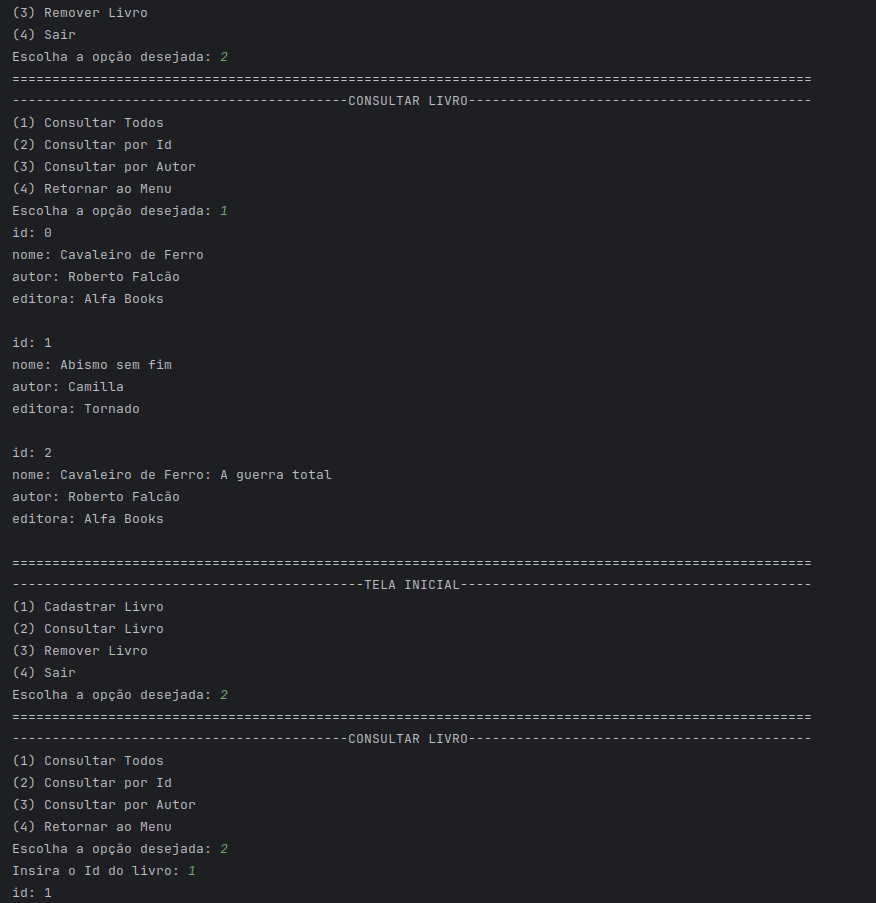 (3) Remover Livro
(4) Sair
Escolha a opção desejada: 2
====================================================================================================
------------------------------------------CONSULTAR LIVRO-------------------------------------------
(1) Consultar Todos
(2) Consultar por Id
(3) Consultar por Autor
(4) Retornar ao Menu
Escolha a opção desejada: 1
id: 0
nome: Cavaleiro de Ferro
autor: Roberto Falcão
editora: Alfa Books

id: 1
nome: Abismo sem fim
autor: Camilla
editora: Tornado

id: 2
nome: Cavaleiro de Ferro: A guerra total
autor: Roberto Falcão
editora: Alfa Books

====================================================================================================
--------------------------------------------TELA INICIAL--------------------------------------------
(1) Cadastrar Livro
(2) Consultar Livro
(3) Remover Livro
(4) Sair
Escolha a opção desejada: 2
====================================================================================================
------------------------------------------CONSULTAR LIVRO-------------------------------------------
(1) Consultar Todos
(2) Consultar por Id
(3) Consultar por Autor
(4) Retornar ao Menu
Escolha a opção desejada: 2
Insira o Id do livro: 1
id: 1